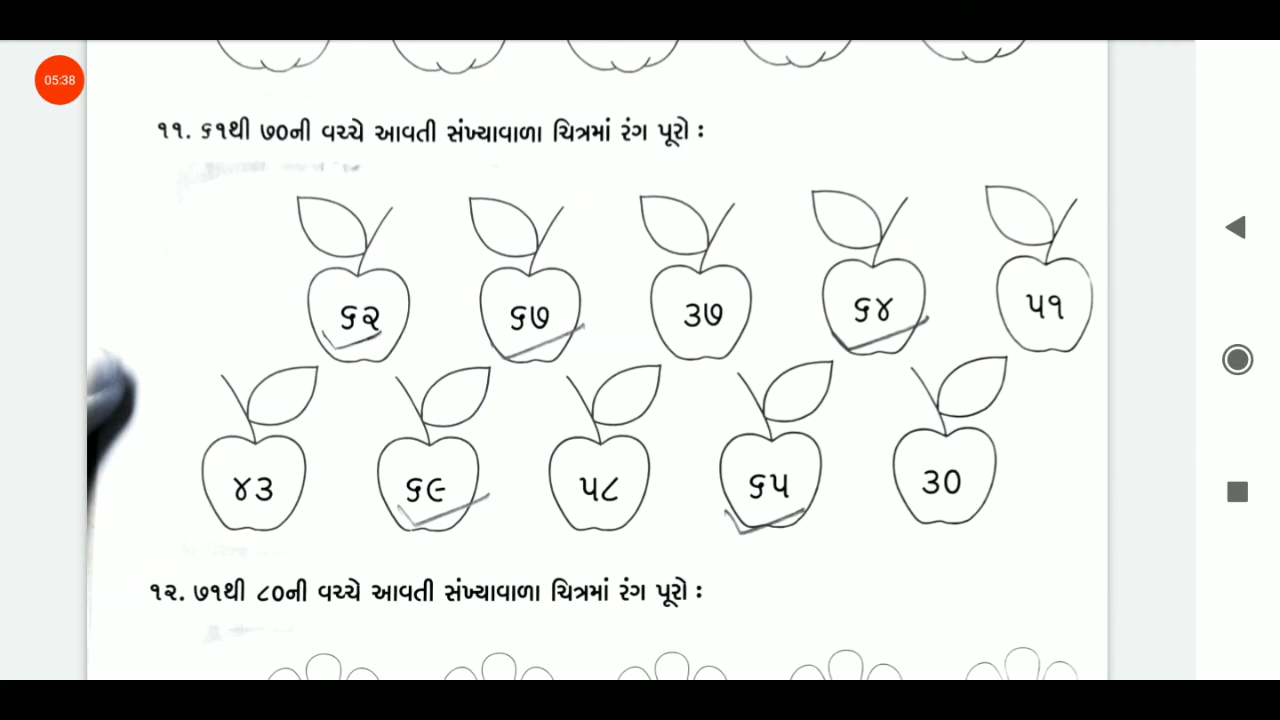 05:38
૧૧. ૬૧થી ૭૦ની વચ્ચે આવતી સંખ્યાવાળા ચિત્રમાં રંગ પૂરો :
૬૨ ૬૭ ૩૭ ૬૪ ૫૧
૪૩ ૬૯ ૫૮ ૬૫ ૩૦
૧૨. ૭૧થી ૮૦ની વચ્ચે આવતી સંખ્યાવાળા ચિત્રમાં રંગ પૂરો :